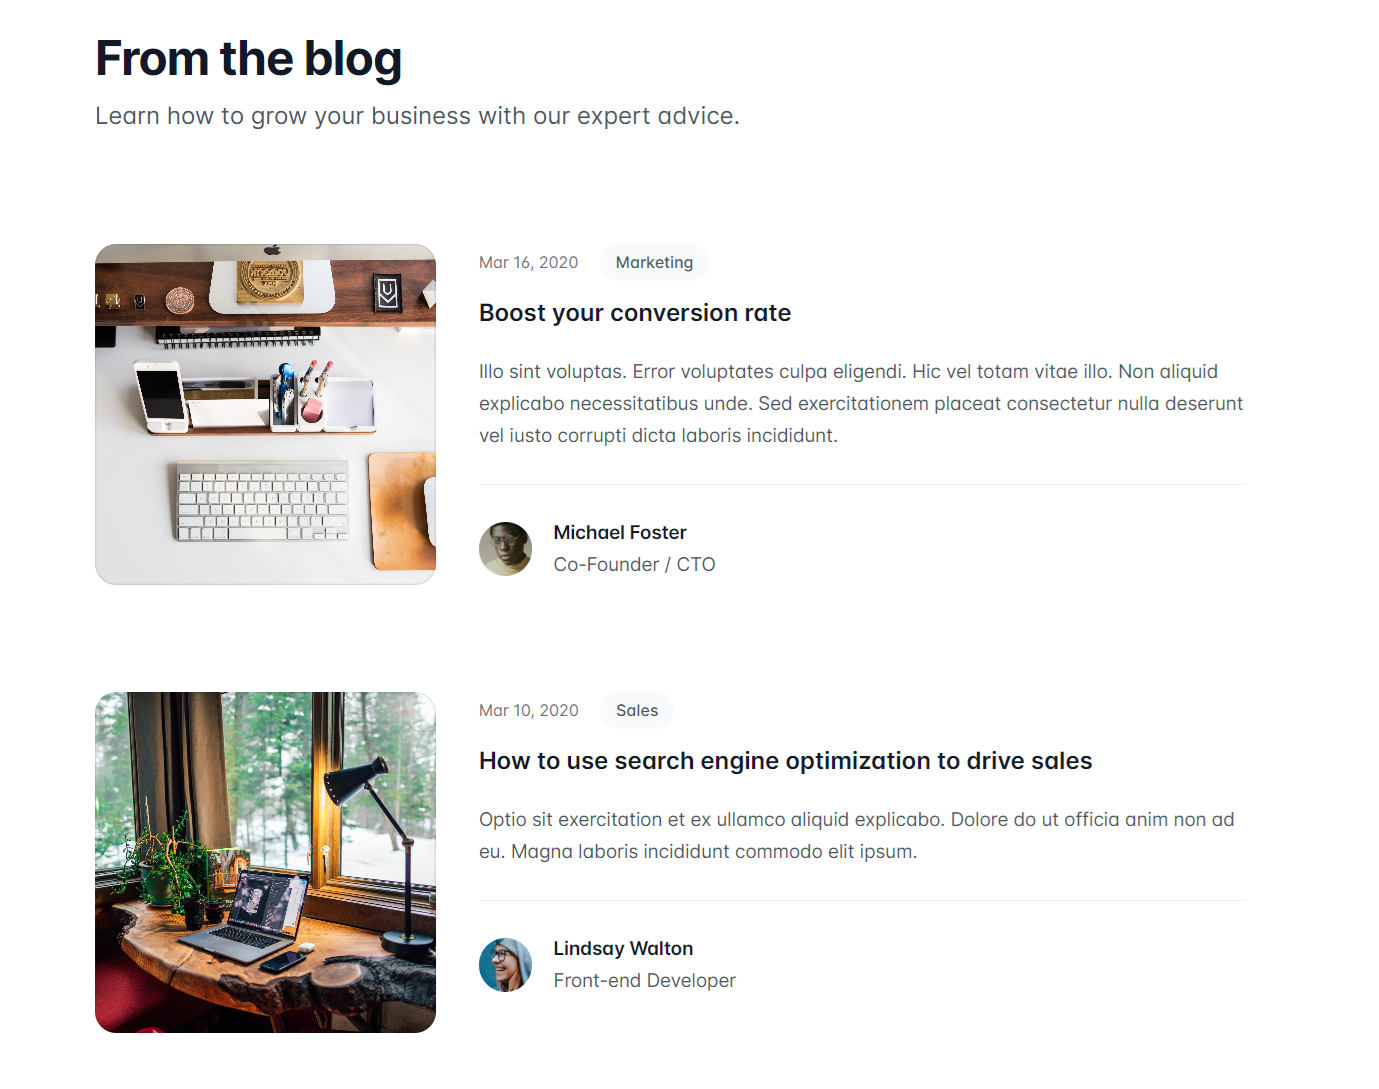 From the blog
Learn how to grow your business with our expert advice.
Mar 16, 2020 Marketing
Boost your conversion rate
Illo sint voluptas. Error voluptates culpa eligendi. Hic vel totam vitae illo. Non aliquid
explicabo necessitatibus unde. Sed exercitationem placeat consectetur nulla deserunt
vel iusto corrupti dicta laboris incididunt.
Michael Foster
Co-Founder / CTO
Mar 10, 2020 Sales
How to use search engine optimization to drive sales
Optio sit exercitation et ex ullamco aliquid explicabo. Dolore do ut officia anim non ad
eu. Magna laboris incididunt commodo elit ipsum.
Lindsay Walton
Front-end Developer